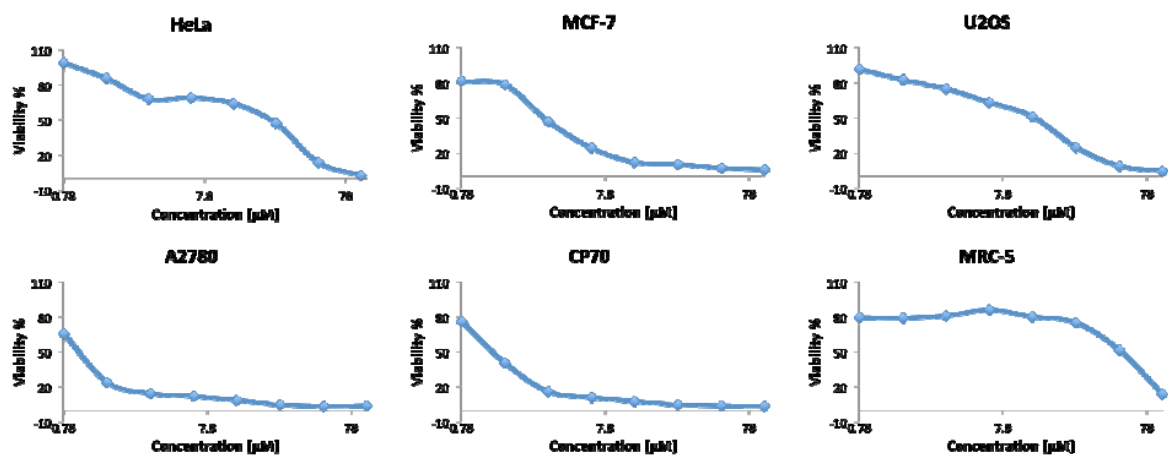 HeLa
Viability %
110
80
50
20
-10
0.78
7.8
78
Concentration [µM]
MCF-7
Viability %
110
80
50
20
-10
0.78
7.8
78
Concentration [µM]
U2OS
Viability %
110
80
50
20
-10
0.78
7.8
78
Concentration [µM]
A2780
Viability %
110
80
50
20
-10
0.78
7.8
78
Concentration [µM]
CP70
Viability %
110
80
50
20
-10
0.78
7.8
78
Concentration [µM]
MRC-5
Viability %
110
80
50
20
-10
0.78
7.8
78
Concentration [µM]